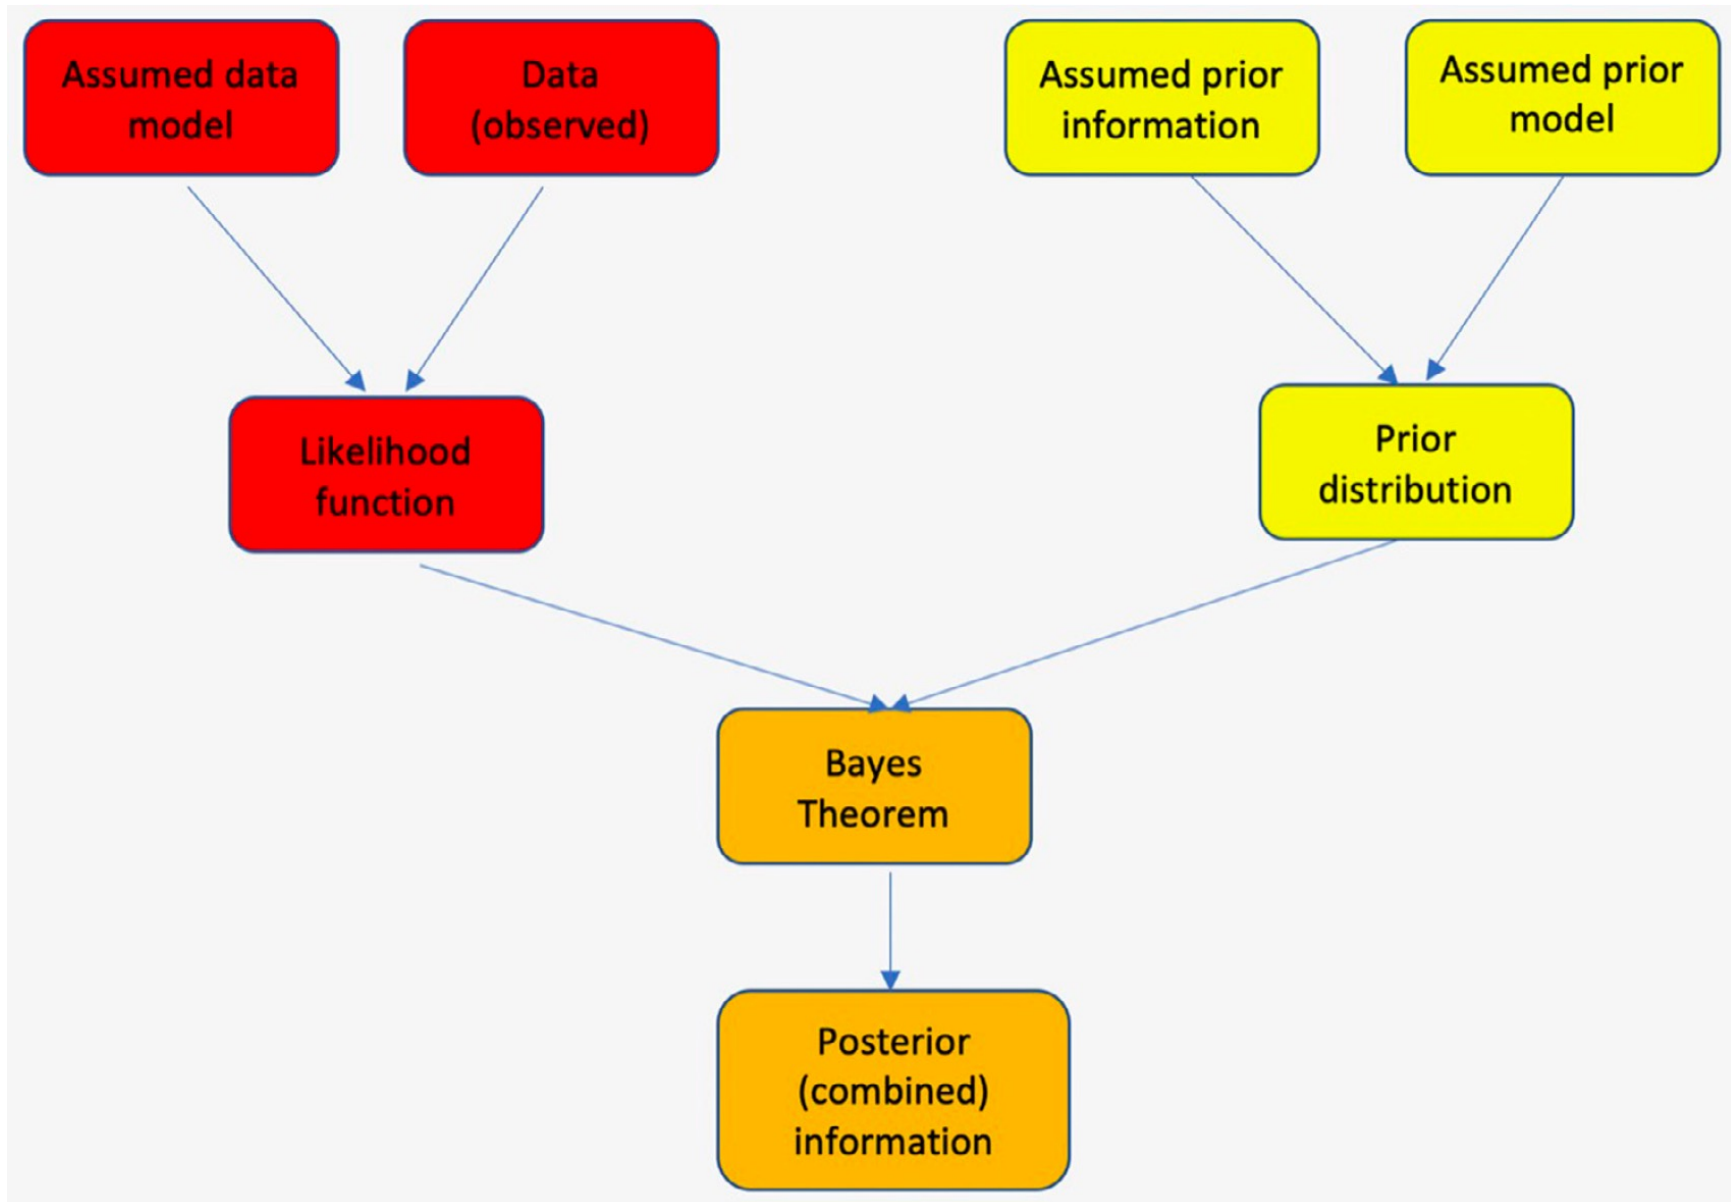 Assumed data
model
Data
(observed)
Assumed prior
information
Assumed prior
model
Likelihood
function
Prior
distribution
Bayes
Theorem
Posterior
(combined)
information